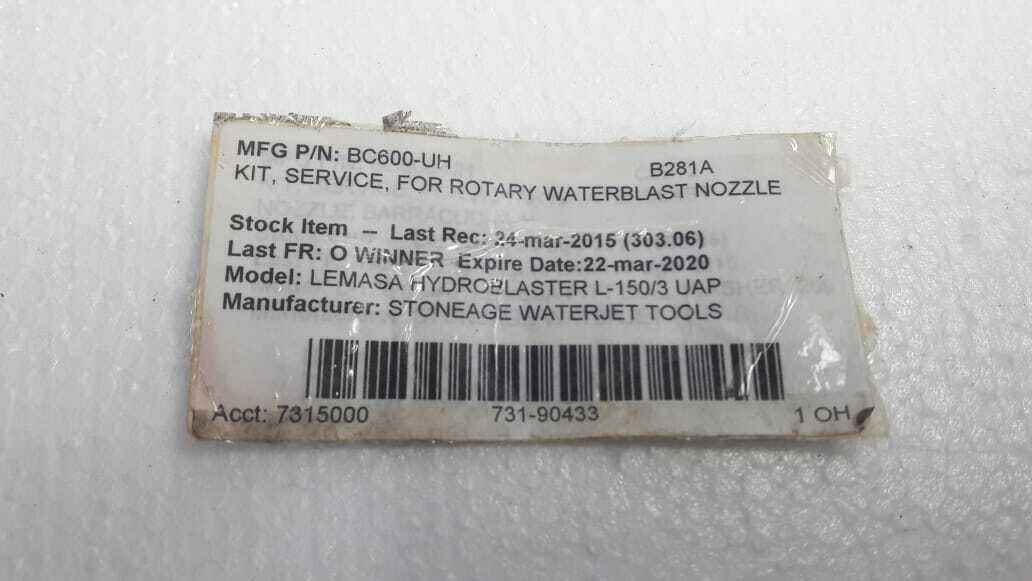 MFG P/N: BC600-UH B281A
KIT, SERVICE, FOR ROTARY WATERBLAST NOZZLE
Stock Item -- Last Rec: 24-mar-2015 (303.06)
Last FR: O WINNER Expire Date:22-mar-2020
Model: LEMASA HYDROBLASTER L-150/3 UAP
Manufacturer: STONEAGE WATERJET TOOLS
Acct: 7315000 731-90433 1 OH